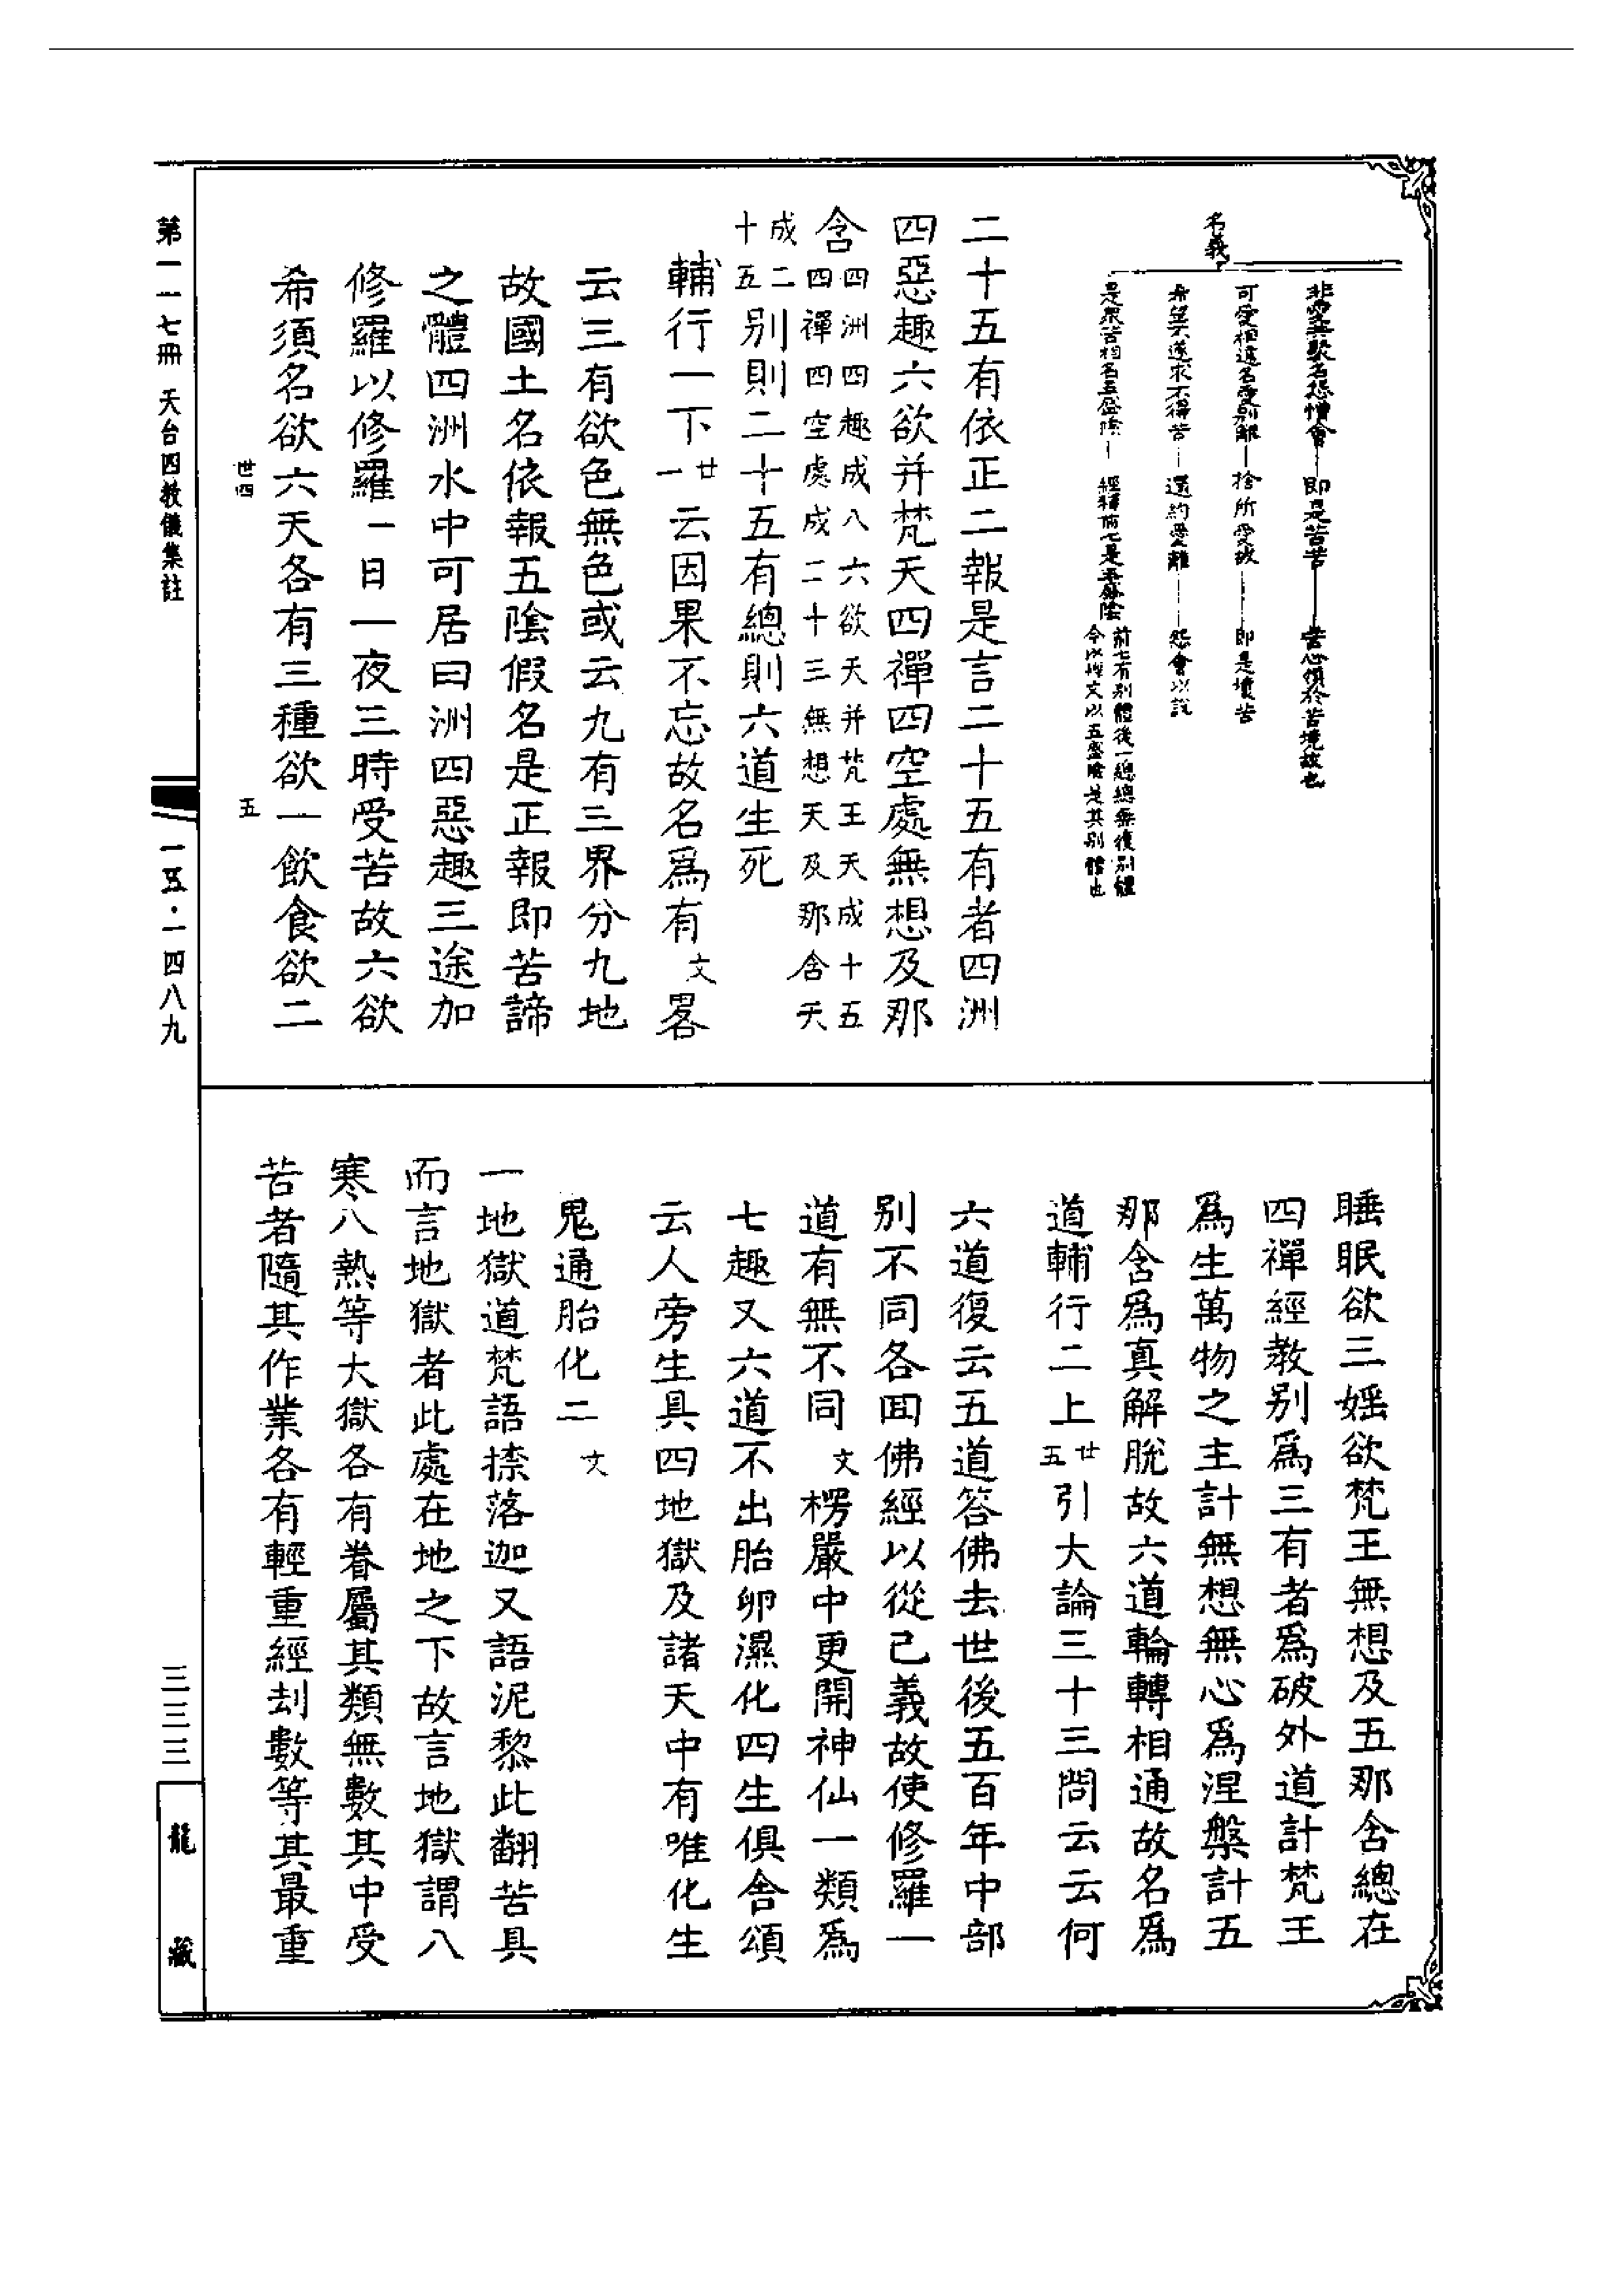 名義
非愛共聚名怨憎會 即是苦苦 苦心煩於苦境故也
可愛相遠名愛別離 捨所愛故 即是壞苦
希望不遂求不得苦 還約愛離 怨會以說
是眾苦相名五盛陰 經釋前七是五盛陰 前七有別體後一總總無復別體
今以文以五盛陰是其別體也
二十五有依正二報是言二十五有者四洲
四惡趣六欲并梵天四禪四空處無想及那
含四洲四趣成八六欲天并梵王天成十五
四禪四空處成二十三無想天及那含天
成二
十五別則二十五有總則六道生死
輔行一下廿一云因果不忘故名爲有文畧
云三有欲色無色或云九有三界分九地
故國土名依報五陰假名是正報即苦諦
之體四洲水中可居曰洲四惡趣三途加
修羅以修羅一日一夜三時受苦故六欲
希須名欲六天各有三種欲一飲食欲二
世四
五
睡眠欲三婬欲梵王無想及五那含總在
四禪經教別爲三有者爲破外道計梵王
爲生萬物之主計無想無心爲涅槃計五
那含爲真解脫故六道輪轉相通故名爲
道輔行二上廿五引大論三十三問云云何
六道復云五道答佛去世後五百年中部
別不同各回佛經以從己義故使修羅一
道有無不同文楞嚴中更開神仙一類爲
七趣又六道不出胎卵濕化四生俱舍頌
云人旁生具四地獄及諸天中有唯化生
鬼通胎化二文
一地獄道梵語捺落迦又語泥黎此翻苦具
而言地獄者此處在地之下故言地獄謂八
寒八熱等大獄各有眷屬其類無數其中受
苦者隨其作業各有輕重經刦數等其最重
第一一七冊 天台四教儀集註
一五·一四八九
三三三
龍藏